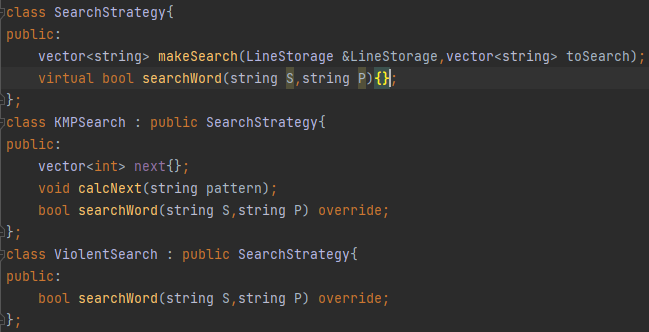 class SearchStrategy{
public:
    vector<string> makeSearch(LineStorage &LineStorage,vector<string> toSearch);
    virtual bool searchWord(string S,string P){};
};
class KMPSearch : public SearchStrategy{
public:
    vector<int> next{};
    void calcNext(string pattern);
    bool searchWord(string S,string P) override;
};
class ViolentSearch : public SearchStrategy{
public:
    bool searchWord(string S,string P) override;
};